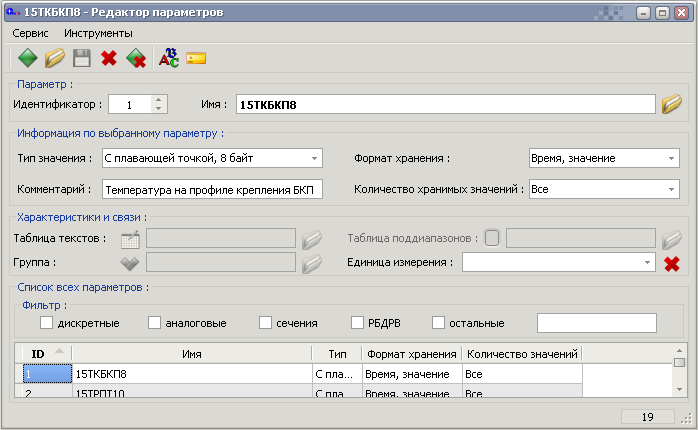 15ТКБКП8 - Редактор параметров
Сервис Инструменты
Параметр :
Идентификатор : 1 Имя : 15ТКБКП8
Информация по выбранному параметру :
Тип значения : С плавающей точкой, 8 байт Формат хранения : Время, значение
Комментарий : Температура на профиле крепления БКП Количество хранимых значений : Все
Характеристики и связи :
Таблица текстов : Таблица поддиапазонов :
Группа : Единица измерения :
Список всех параметров :
Фильтр :
дискретные аналоговые сечения РБДРВ остальные
ID Имя Тип Формат хранения Количество значений
1 15ТКБКП8 С пла... Время, значение Все
2 15ТРПТ10 С пла... Время, значение Все
19